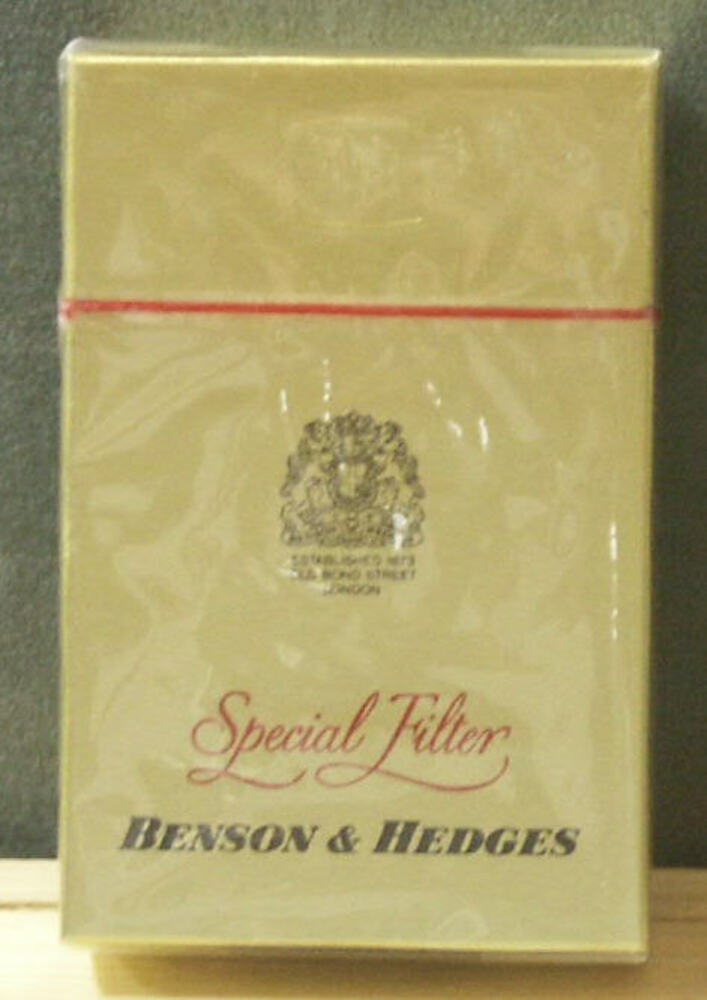 ESTABLISHED 1873
OLD BOND STREET
LONDON
Special Filter
BENSON & HEDGES